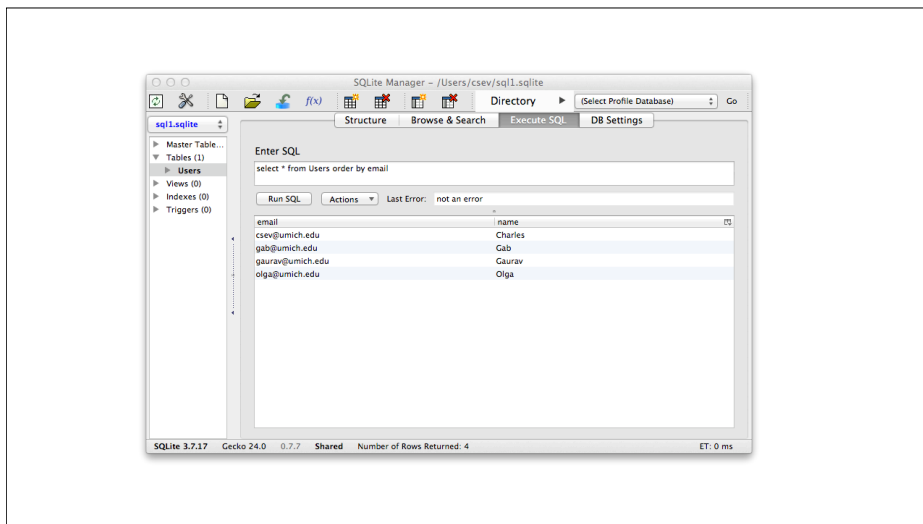 SQLite Manager – /Users/csev/sql1.sqlite
f(x) Directory (Select Profile Database) Go
sql1.sqlite
Structure Browse & Search Execute SQL DB Settings
Master Table...
Tables (1)
Users
Views (0)
Indexes (0)
Triggers (0)
Enter SQL
select * from Users order by email
Run SQL Actions Last Error: not an error
email name
csev@umich.edu Charles
gab@umich.edu Gab
gaurav@umich.edu Gaurav
olga@umich.edu Olga
SQLite 3.7.17 Gecko 24.0 0.7.7 Shared Number of Rows Returned: 4 ET: 0 ms